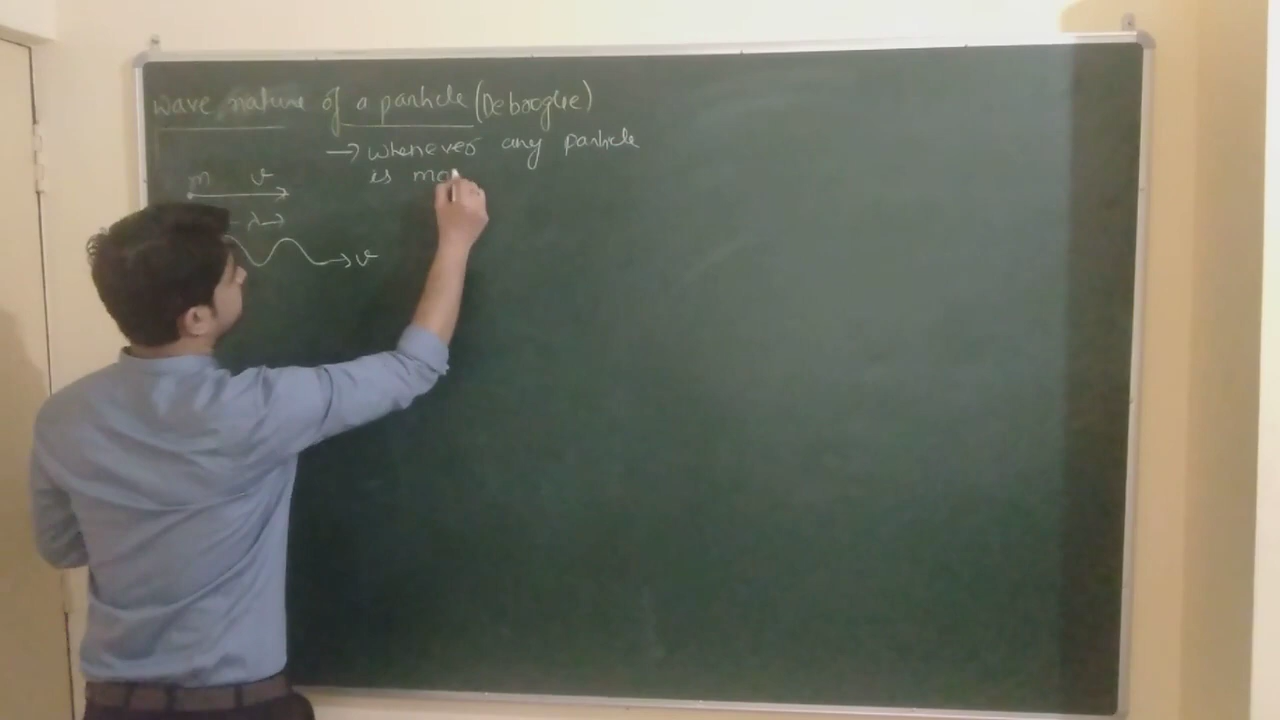 Wave nature of a particle (De broglie)
→ whenever any particle
is mo
m v
λ →
→ v